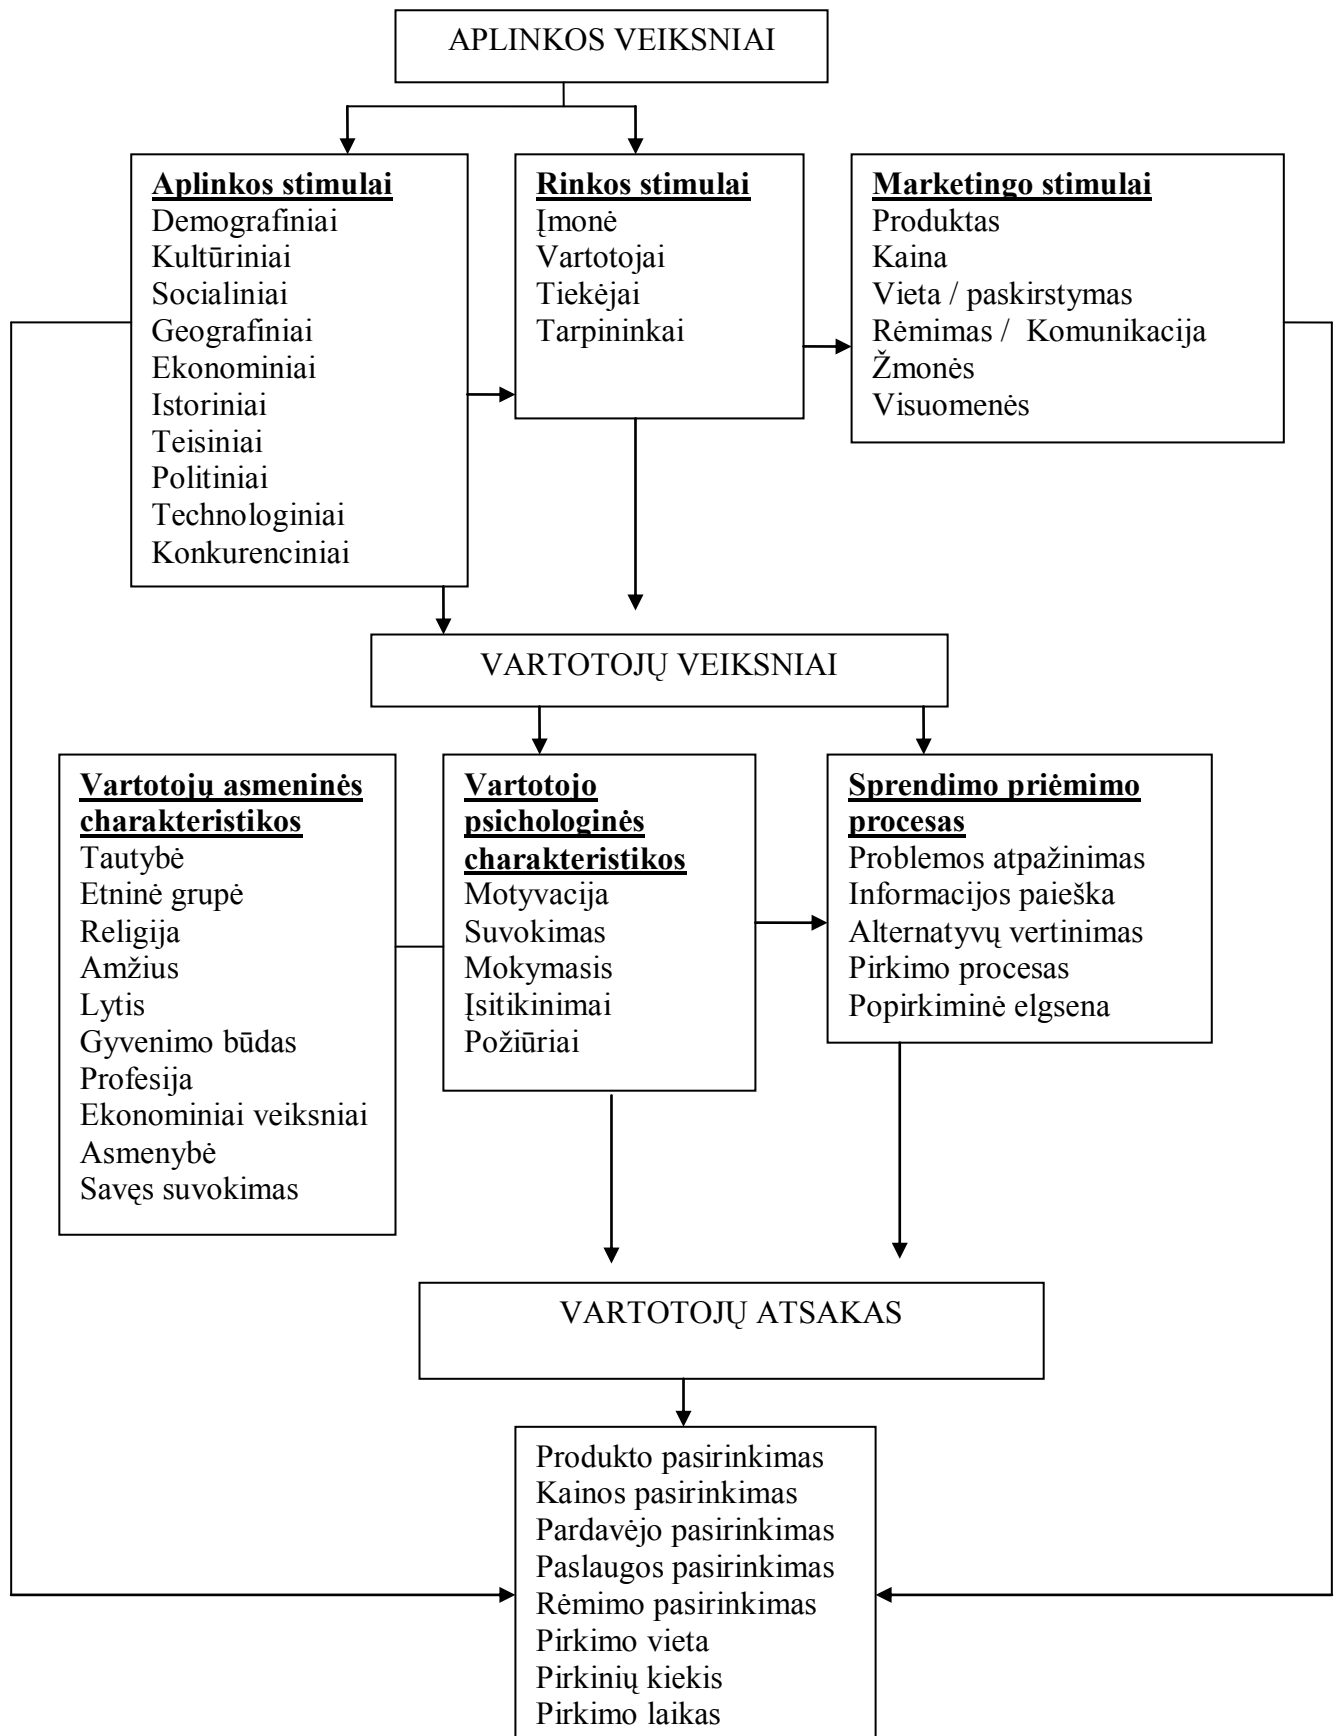 APLINKOS VEIKSNIAI
Aplinkos stimulai
Demografiniai
Kultūriniai
Socialiniai
Geografiniai
Ekonominiai
Istoriniai
Teisiniai
Politiniai
Technologiniai
Konkurenciniai
Rinkos stimulai
Įmonė
Vartotojai
Tiekėjai
Tarpininkai
Marketingo stimulai
Produktas
Kaina
Vieta / paskirstymas
Rėmimas /  Komunikacija
Žmonės
Visuomenės
VARTOTOJŲ VEIKSNIAI
Vartotojų asmeninės
charakteristikos
Tautybė
Etninė grupė
Religija
Amžius
Lytis
Gyvenimo būdas
Profesija
Ekonominiai veiksniai
Asmenybė
Savęs suvokimas
Vartotojo
psichologinės
charakteristikos
Motyvacija
Suvokimas
Mokymasis
Įsitikinimai
Požiūriai
Sprendimo priėmimo
procesas
Problemos atpažinimas
Informacijos paieška
Alternatyvų vertinimas
Pirkimo procesas
Popirkiminė elgsena
VARTOTOJŲ ATSAKAS
Produkto pasirinkimas
Kainos pasirinkimas
Pardavėjo pasirinkimas
Paslaugos pasirinkimas
Rėmimo pasirinkimas
Pirkimo vieta
Pirkinių kiekis
Pirkimo laikas